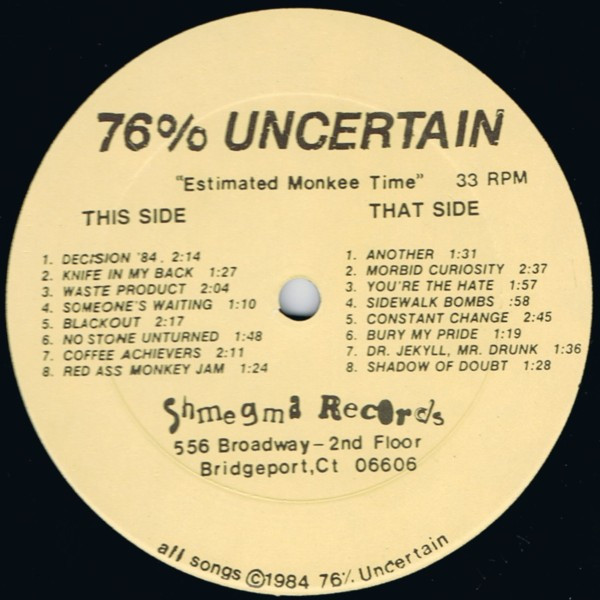 76% UNCERTAIN
"Estimated Monkee Time" 33 RPM
THIS SIDE
1. DECISION '84. 2:14
2. KNIFE IN MY BACK 1:27
3. WASTE PRODUCT 2:04
4. SOMEONE'S WAITING 1:10
5. BLACKOUT 2:17
6. NO STONE UNTURNED 1:48
7. COFFEE ACHIEVERS 2:11
8. RED ASS MONKEY JAM 1:24
THAT SIDE
1. ANOTHER 1:31
2. MORBID CURIOSITY 2:37
3. YOU'RE THE HATE 1:57
4. SIDEWALK BOMBS :58
5. CONSTANT CHANGE 2:45
6. BURY MY PRIDE 1:19
7. DR. JEKYLL, MR. DRUNK 1:36
8. SHADOW OF DOUBT 1:28
Shmegma Records
556 Broadway-2nd Floor
Bridgeport,Ct 06606
all songs ©1984 76% Uncertain